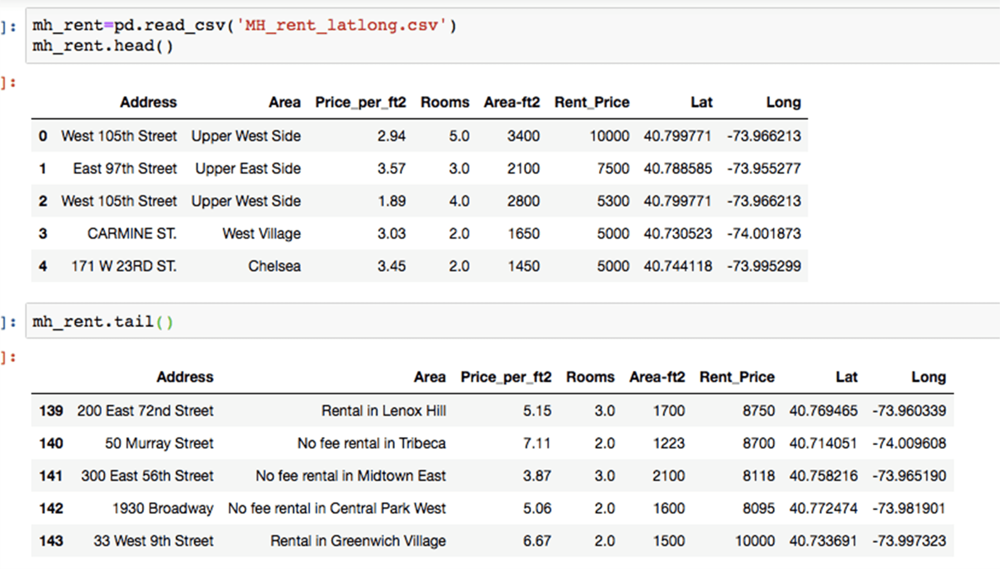 ]: mh_rent=pd.read_csv('MH_rent_latlong.csv')
mh_rent.head()
]:
Address Area Price_per_ft2 Rooms Area-ft2 Rent_Price Lat Long
0 West 105th Street Upper West Side 2.94 5.0 3400 10000 40.799771 -73.966213
1 East 97th Street Upper East Side 3.57 3.0 2100 7500 40.788585 -73.955277
2 West 105th Street Upper West Side 1.89 4.0 2800 5300 40.799771 -73.966213
3 CARMINE ST. West Village 3.03 2.0 1650 5000 40.730523 -74.001873
4 171 W 23RD ST. Chelsea 3.45 2.0 1450 5000 40.744118 -73.995299
]: mh_rent.tail()
]:
Address Area Price_per_ft2 Rooms Area-ft2 Rent_Price Lat Long
139 200 East 72nd Street Rental in Lenox Hill 5.15 3.0 1700 8750 40.769465 -73.960339
140 50 Murray Street No fee rental in Tribeca 7.11 2.0 1223 8700 40.714051 -74.009608
141 300 East 56th Street No fee rental in Midtown East 3.87 3.0 2100 8118 40.758216 -73.965190
142 1930 Broadway No fee rental in Central Park West 5.06 2.0 1600 8095 40.772474 -73.981901
143 33 West 9th Street Rental in Greenwich Village 6.67 2.0 1500 10000 40.733691 -73.997323